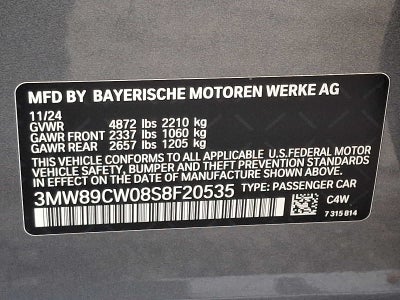 MFD BY BAYERISCHE MOTOREN WERKE AG
11/24
GVWR 4872 lbs 2210 kg
GAWR FRONT 2337 lbs 1060 kg
GAWR REAR 2657 lbs 1205 kg
THIS VEHICLE CONFORMS TO ALL APPLICABLE U.S.FEDERAL MOTOR
VEHICLE SAFETY, BUMPER, AND THEFT PREVENTION STANDARDS IN
EFFECT ON THE DATE OF MANUFACTURE SHOWN ABOVE.
3MW89CW08S8F20535 TYPE: PASSENGER CAR
C4W
7 315 814